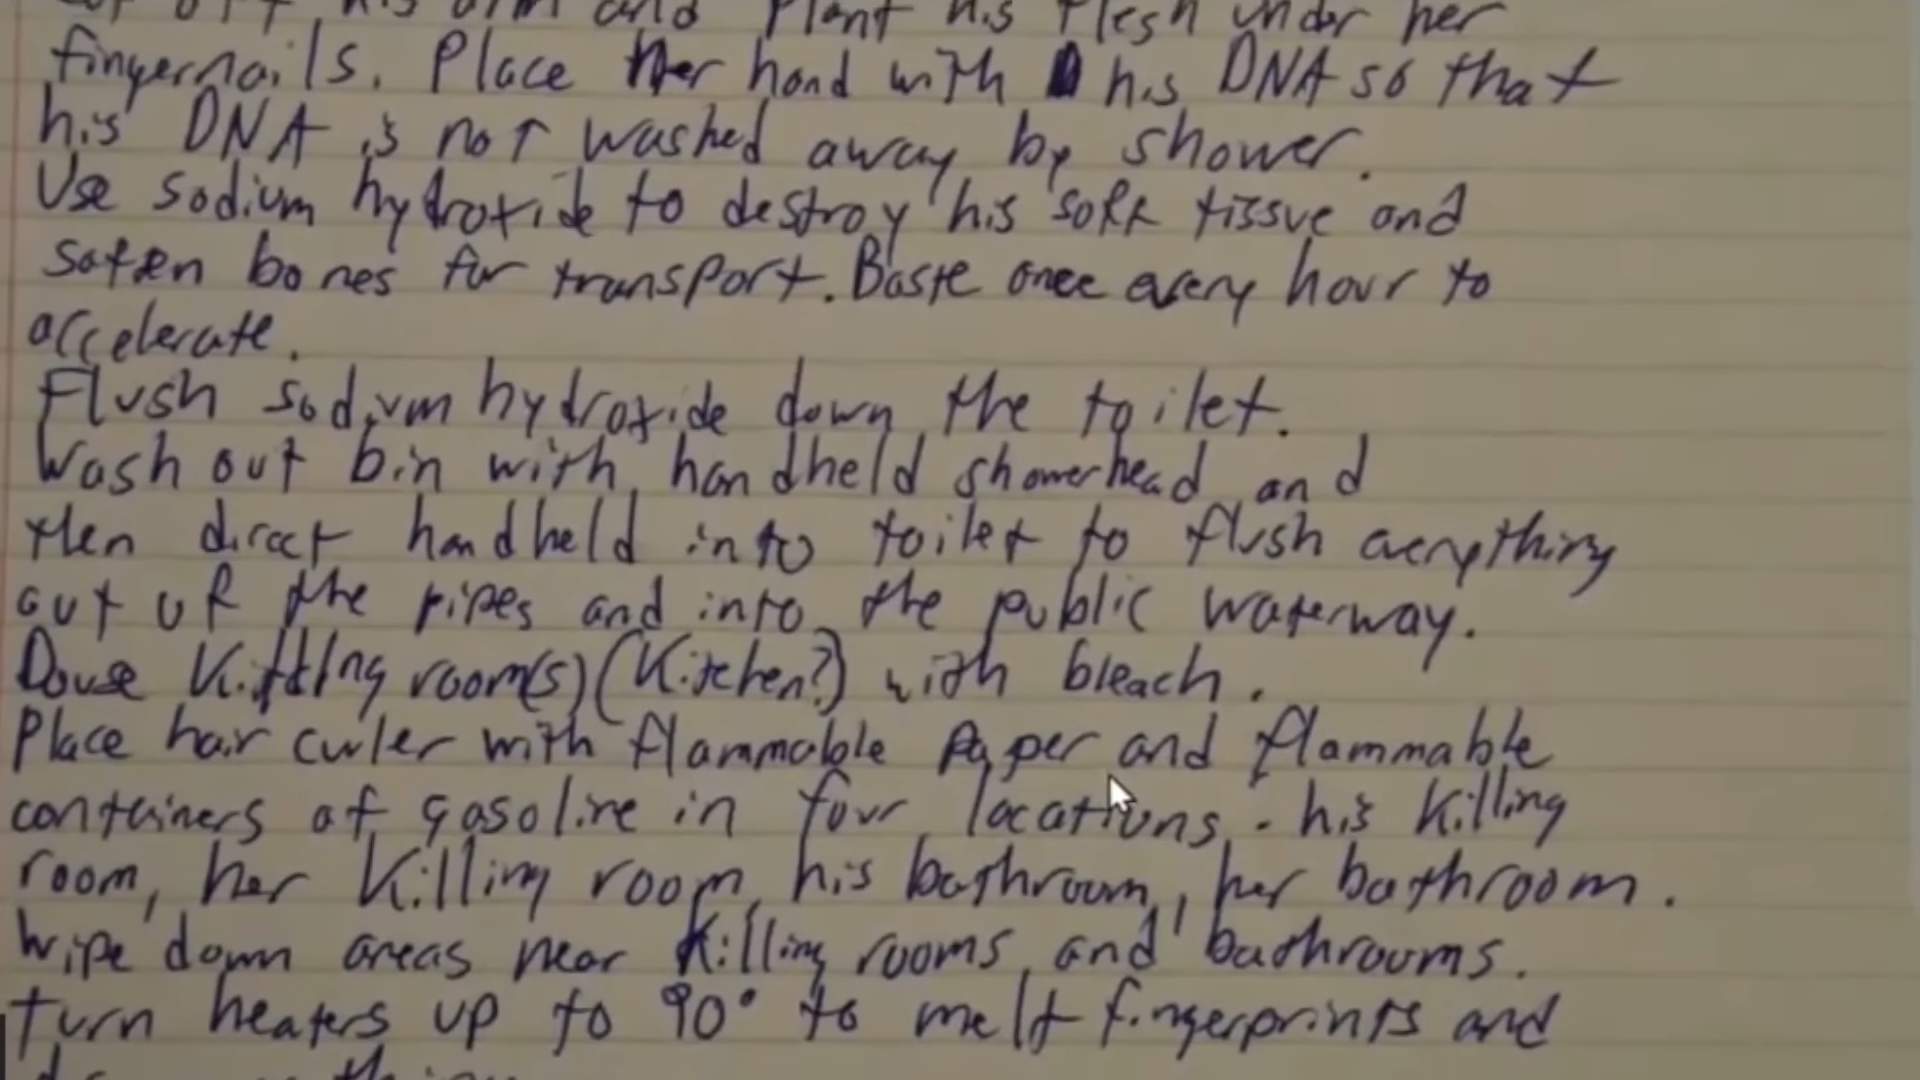 cut off his arm and plant his flesh under her
fingernails. Place her hand with his DNA so that
his DNA is not washed away by shower.
Use sodium hydroxide to destroy his soft tissue and
soften bones for transport. Baste once every hour to
accelerate.
Flush sodium hydroxide down the toilet.
Wash out bin with handheld showerhead and
then direct handheld into toilet to flush everything
out of the pipes and into the public waterway.
Douse killing room(s) (kitchen?) with bleach.
Place hair curler with flammable paper and flammable
containers of gasoline in four locations - his killing
room, her killing room, his bathroom, her bathroom.
Wipe down areas near killing rooms and bathrooms.
Turn heaters up to 90° to melt fingerprints and